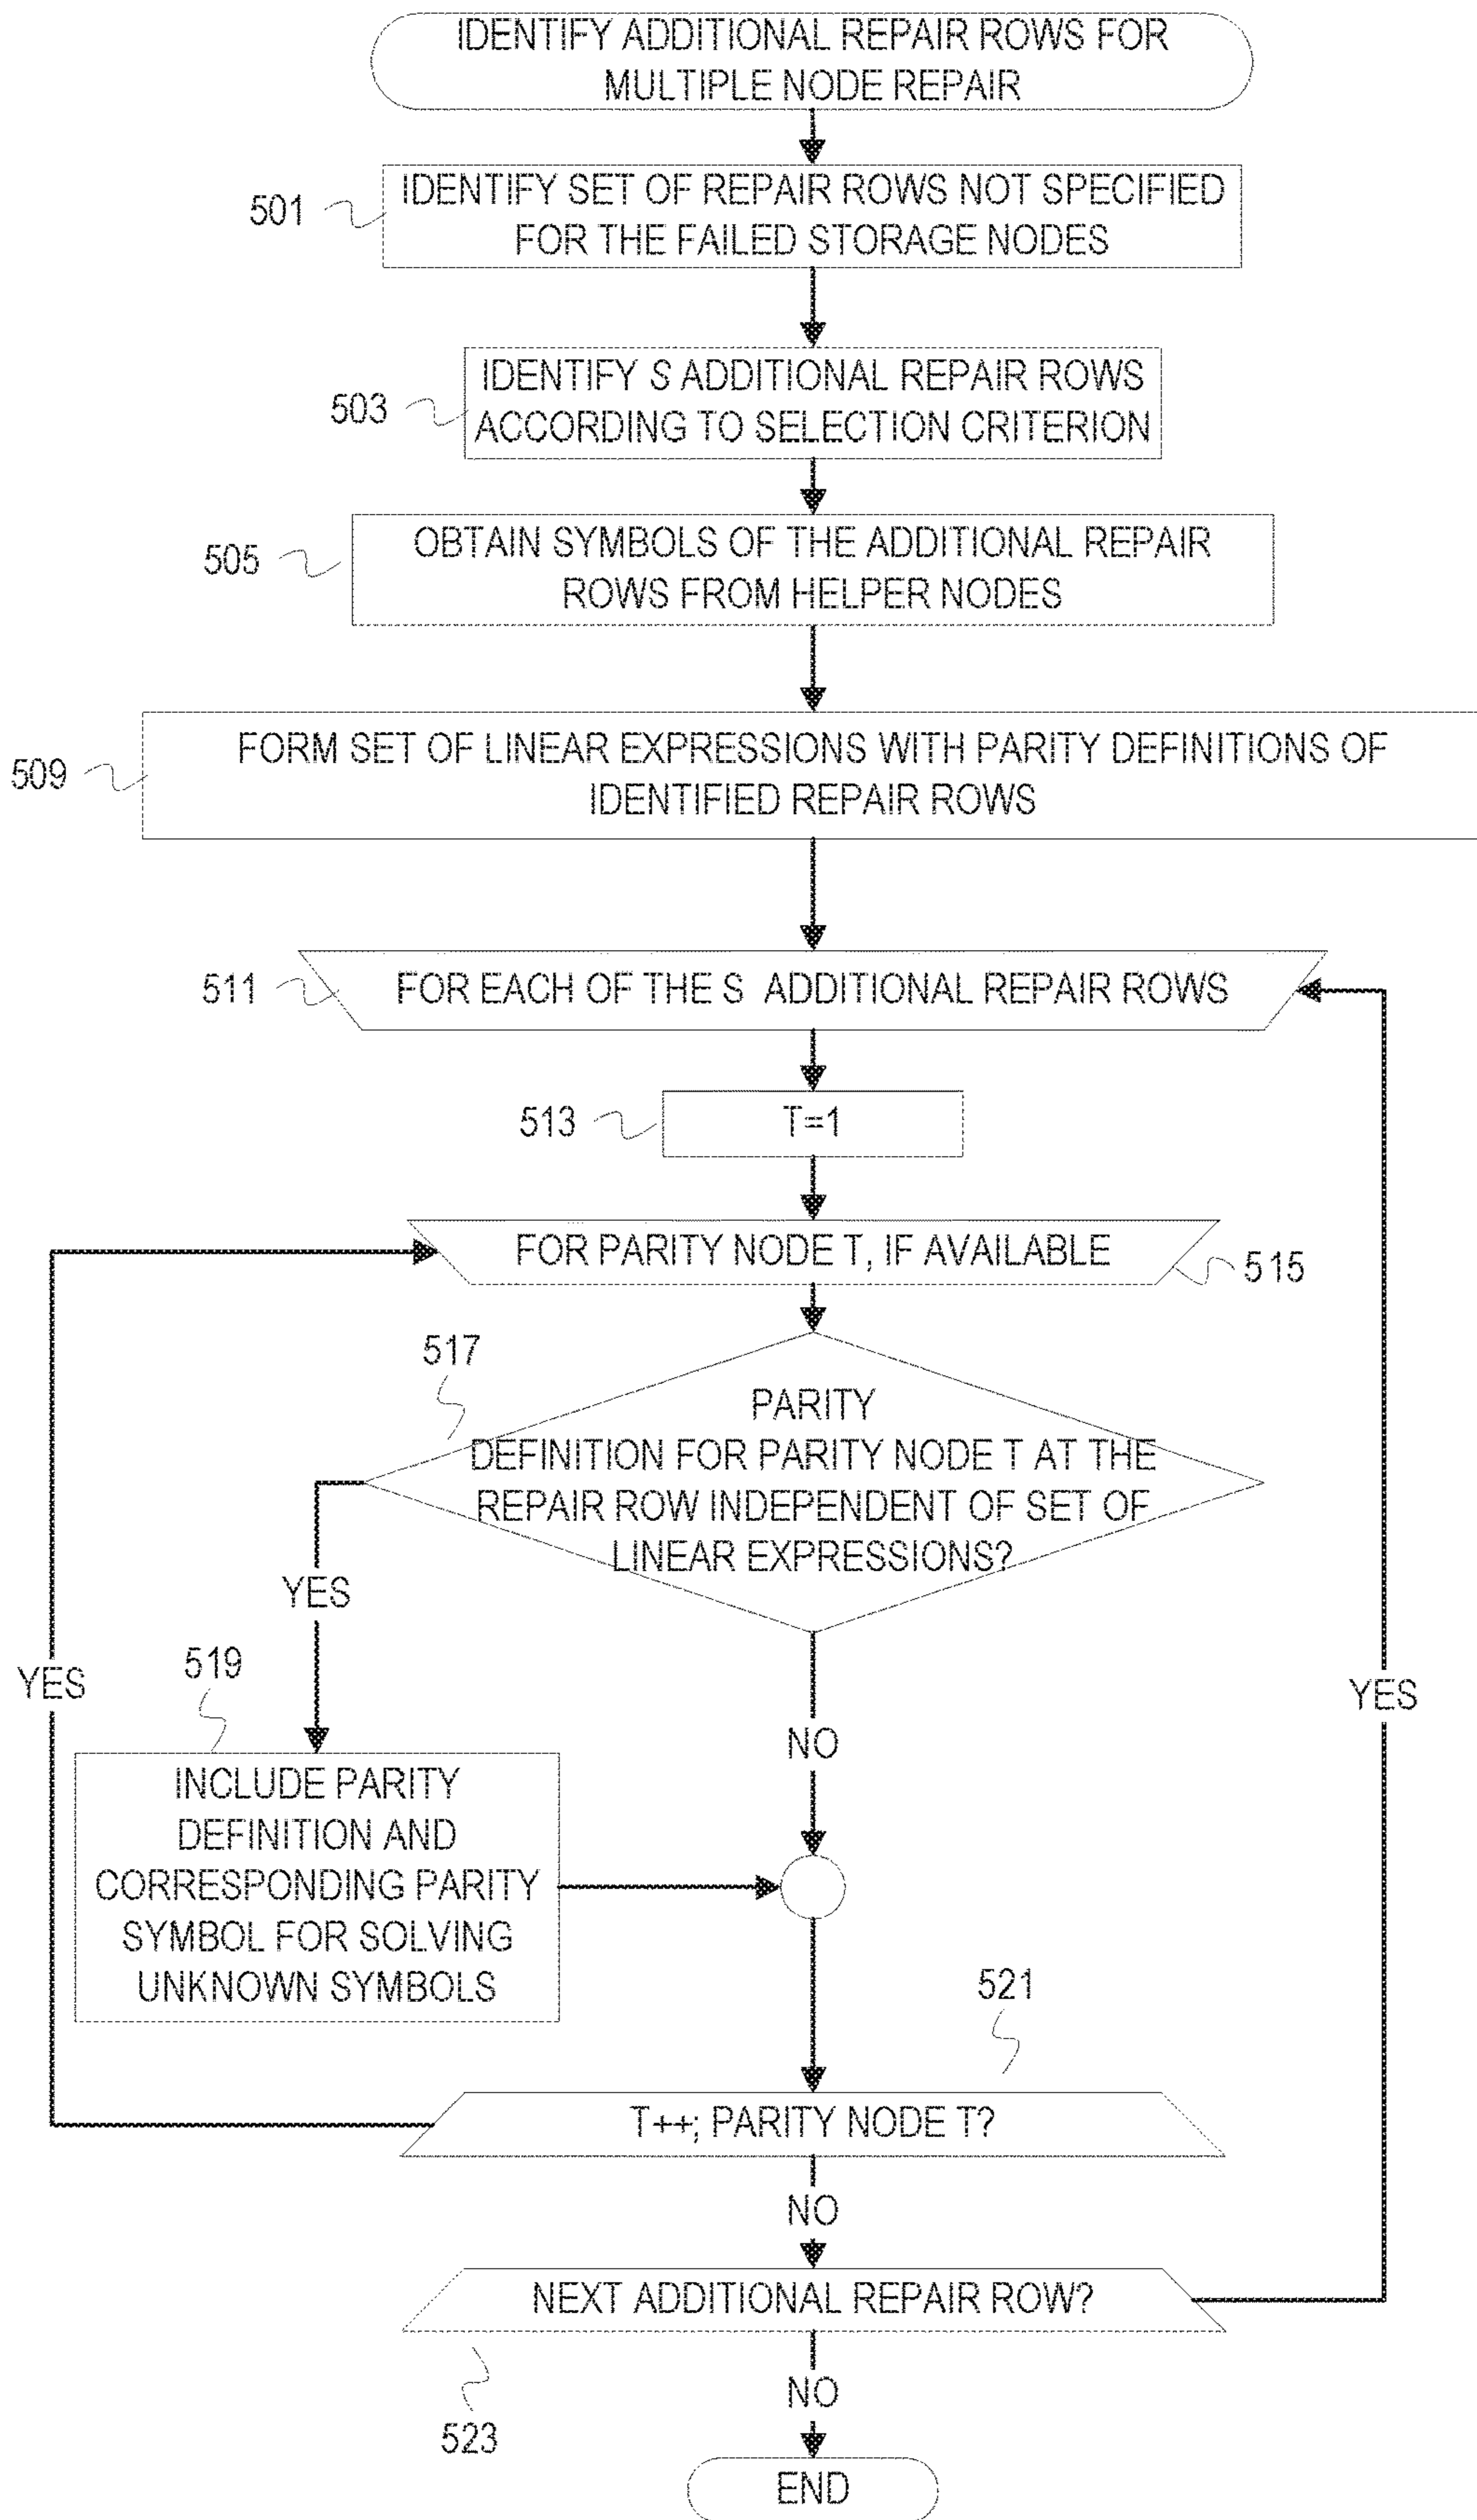 IDENTIFY ADDITIONAL REPAIR ROWS FOR
MULTIPLE NODE REPAIR
501
IDENTIFY SET OF REPAIR ROWS NOT SPECIFIED
FOR THE FAILED STORAGE NODES
503
IDENTIFY S ADDITIONAL REPAIR ROWS
ACCORDING TO SELECTION CRITERION
505
OBTAIN SYMBOLS OF THE ADDITIONAL REPAIR
ROWS FROM HELPER NODES
509
FORM SET OF LINEAR EXPRESSIONS WITH PARITY DEFINITIONS OF
IDENTIFIED REPAIR ROWS
511
FOR EACH OF THE S ADDITIONAL REPAIR ROWS
513
T=1
FOR PARITY NODE T, IF AVAILABLE
515
517
PARITY
DEFINITION FOR PARITY NODE T AT THE
REPAIR ROW INDEPENDENT OF SET OF
LINEAR EXPRESSIONS?
YES
519
YES
YES
NO
INCLUDE PARITY
DEFINITION AND
CORRESPONDING PARITY
SYMBOL FOR SOLVING
UNKNOWN SYMBOLS
521
T++; PARITY NODE T?
NO
NEXT ADDITIONAL REPAIR ROW?
NO
523
END